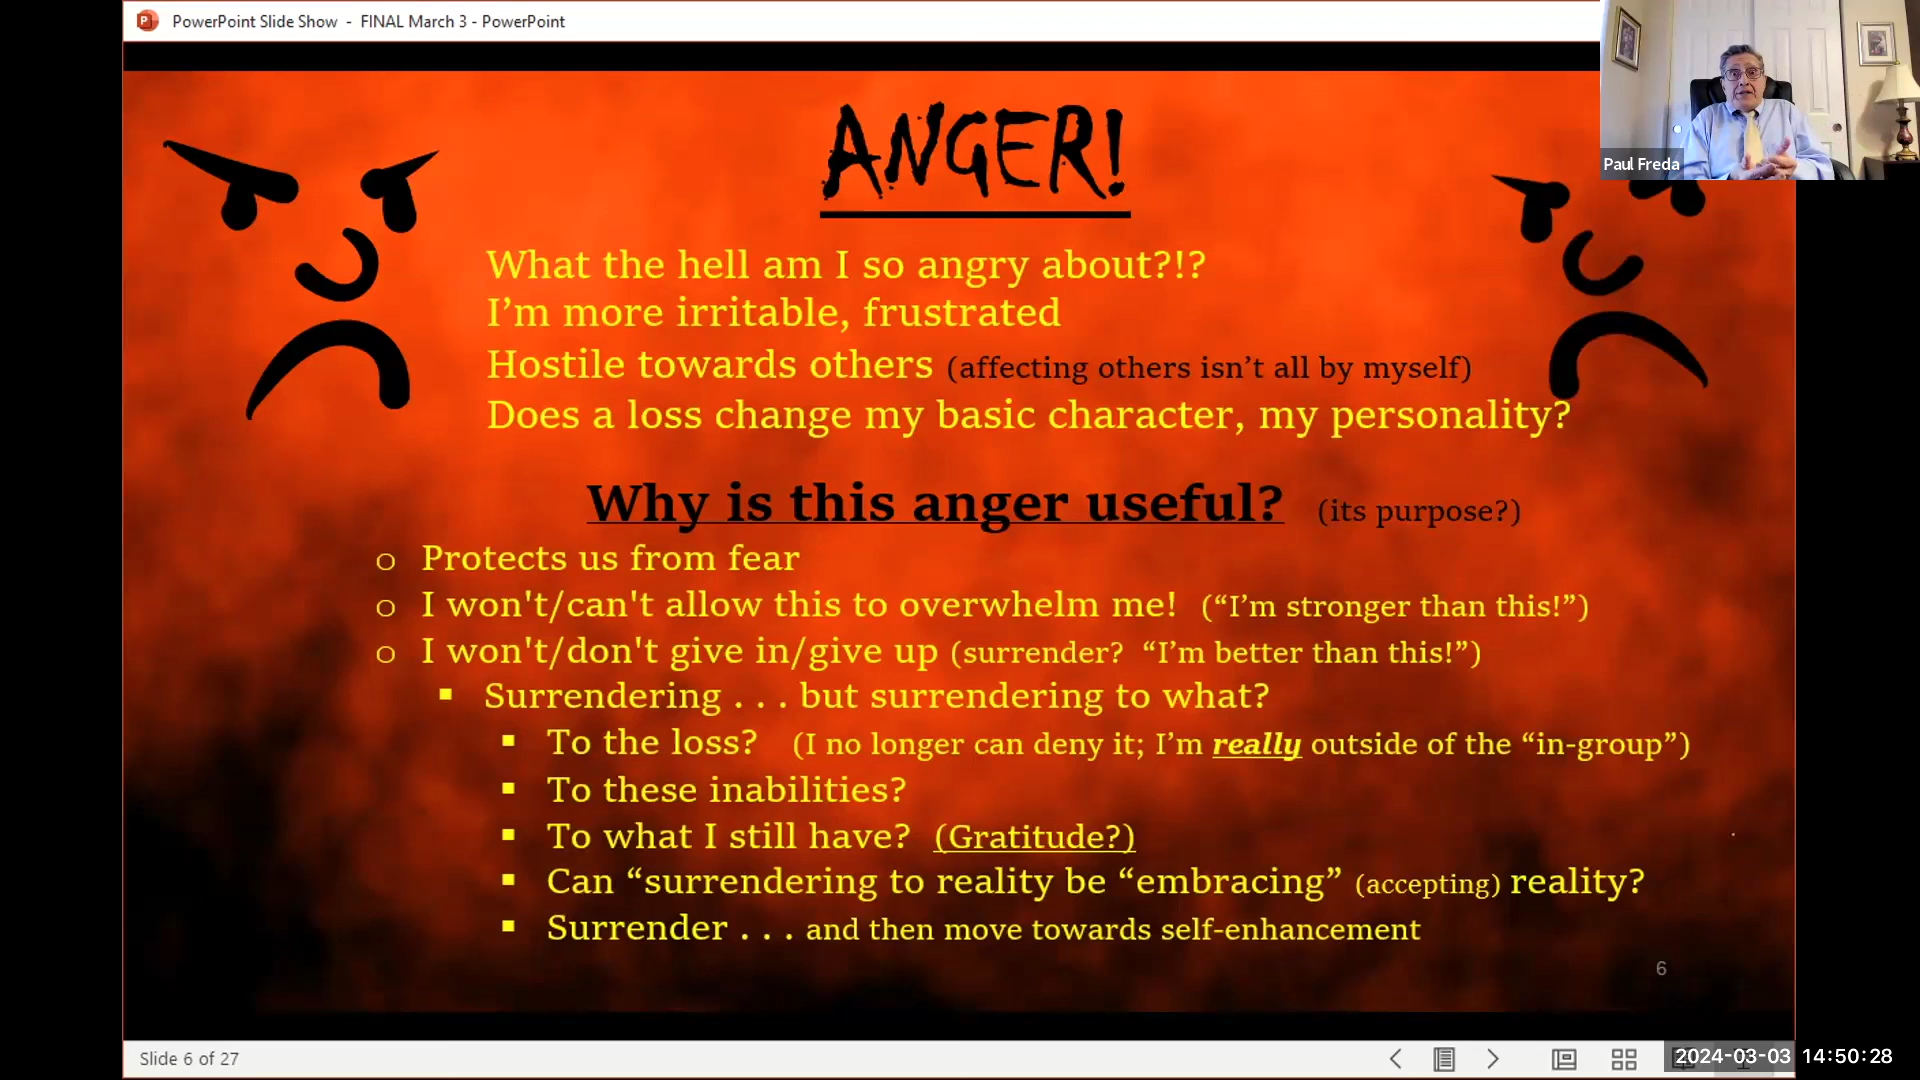 PowerPoint Slide Show - FINAL March 3 - PowerPoint
Paul Freda
ANGER!
What the hell am I so angry about?!?
I’m more irritable, frustrated
Hostile towards others (affecting others isn’t all by myself)
Does a loss change my basic character, my personality?
Why is this anger useful? (its purpose?)
o Protects us from fear
o I won't/can't allow this to overwhelm me! (“I’m stronger than this!”)
o I won't/don't give in/give up (surrender? “I’m better than this!”)
▪ Surrendering . . . but surrendering to what?
▪ To the loss? (I no longer can deny it; I’m really outside of the “in-group”)
▪ To these inabilities?
▪ To what I still have? (Gratitude?)
▪ Can “surrendering to reality be “embracing” (accepting) reality?
▪ Surrender . . . and then move towards self-enhancement
6
Slide 6 of 27
2024-03-03 14:50:28